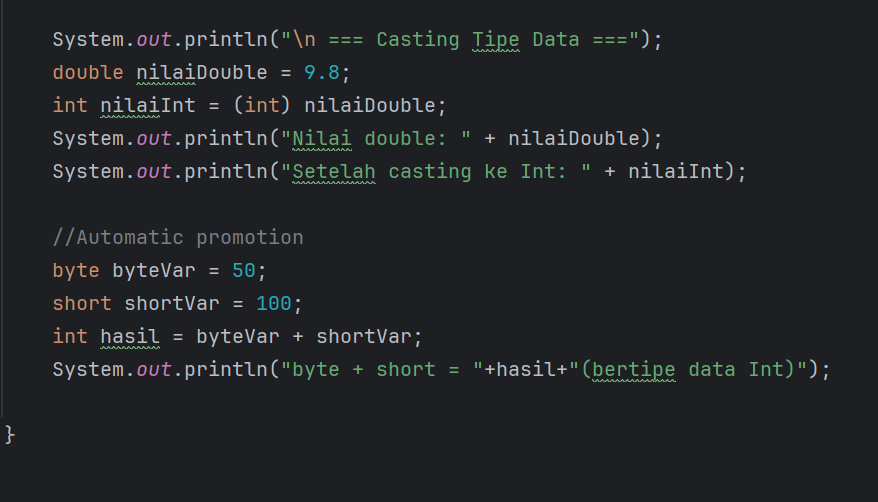 System.out.println("\n === Casting Tipe Data ===");
double nilaiDouble = 9.8;
int nilaiInt = (int) nilaiDouble;
System.out.println("Nilai double: " + nilaiDouble);
System.out.println("Setelah casting ke Int: " + nilaiInt);
//Automatic promotion
byte byteVar = 50;
short shortVar = 100;
int hasil = byteVar + shortVar;
System.out.println("byte + short = "+hasil+"(bertipe data Int)");
}